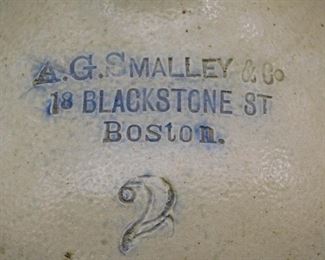 A.G. SMALLEY & Co
18 BLACKSTONE ST
Boston.
2